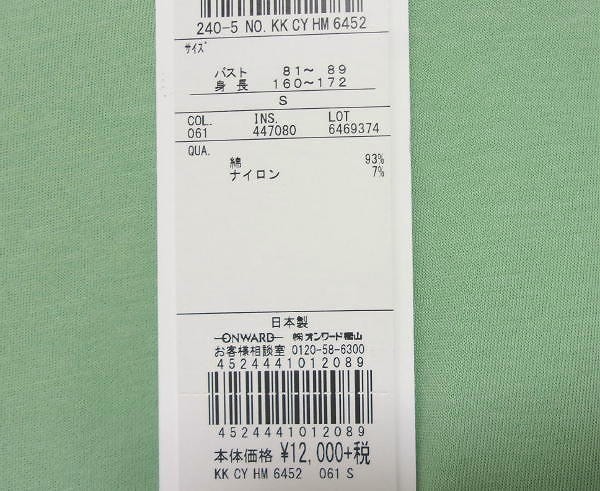 240-5 NO. KK CY HM 6452
サイズ
バスト 81~ 89
身 長 160~172
S
COL. INS. LOT
061 447080 6469374
QUA.
綿 93%
ナイロン 7%
日本製
ONWARD ㈱オンワード樫山
お客様相談室 0120-58-6300
4524441012089
4524441012089
本体価格 ¥12,000+税
KK CY HM 6452 061 S